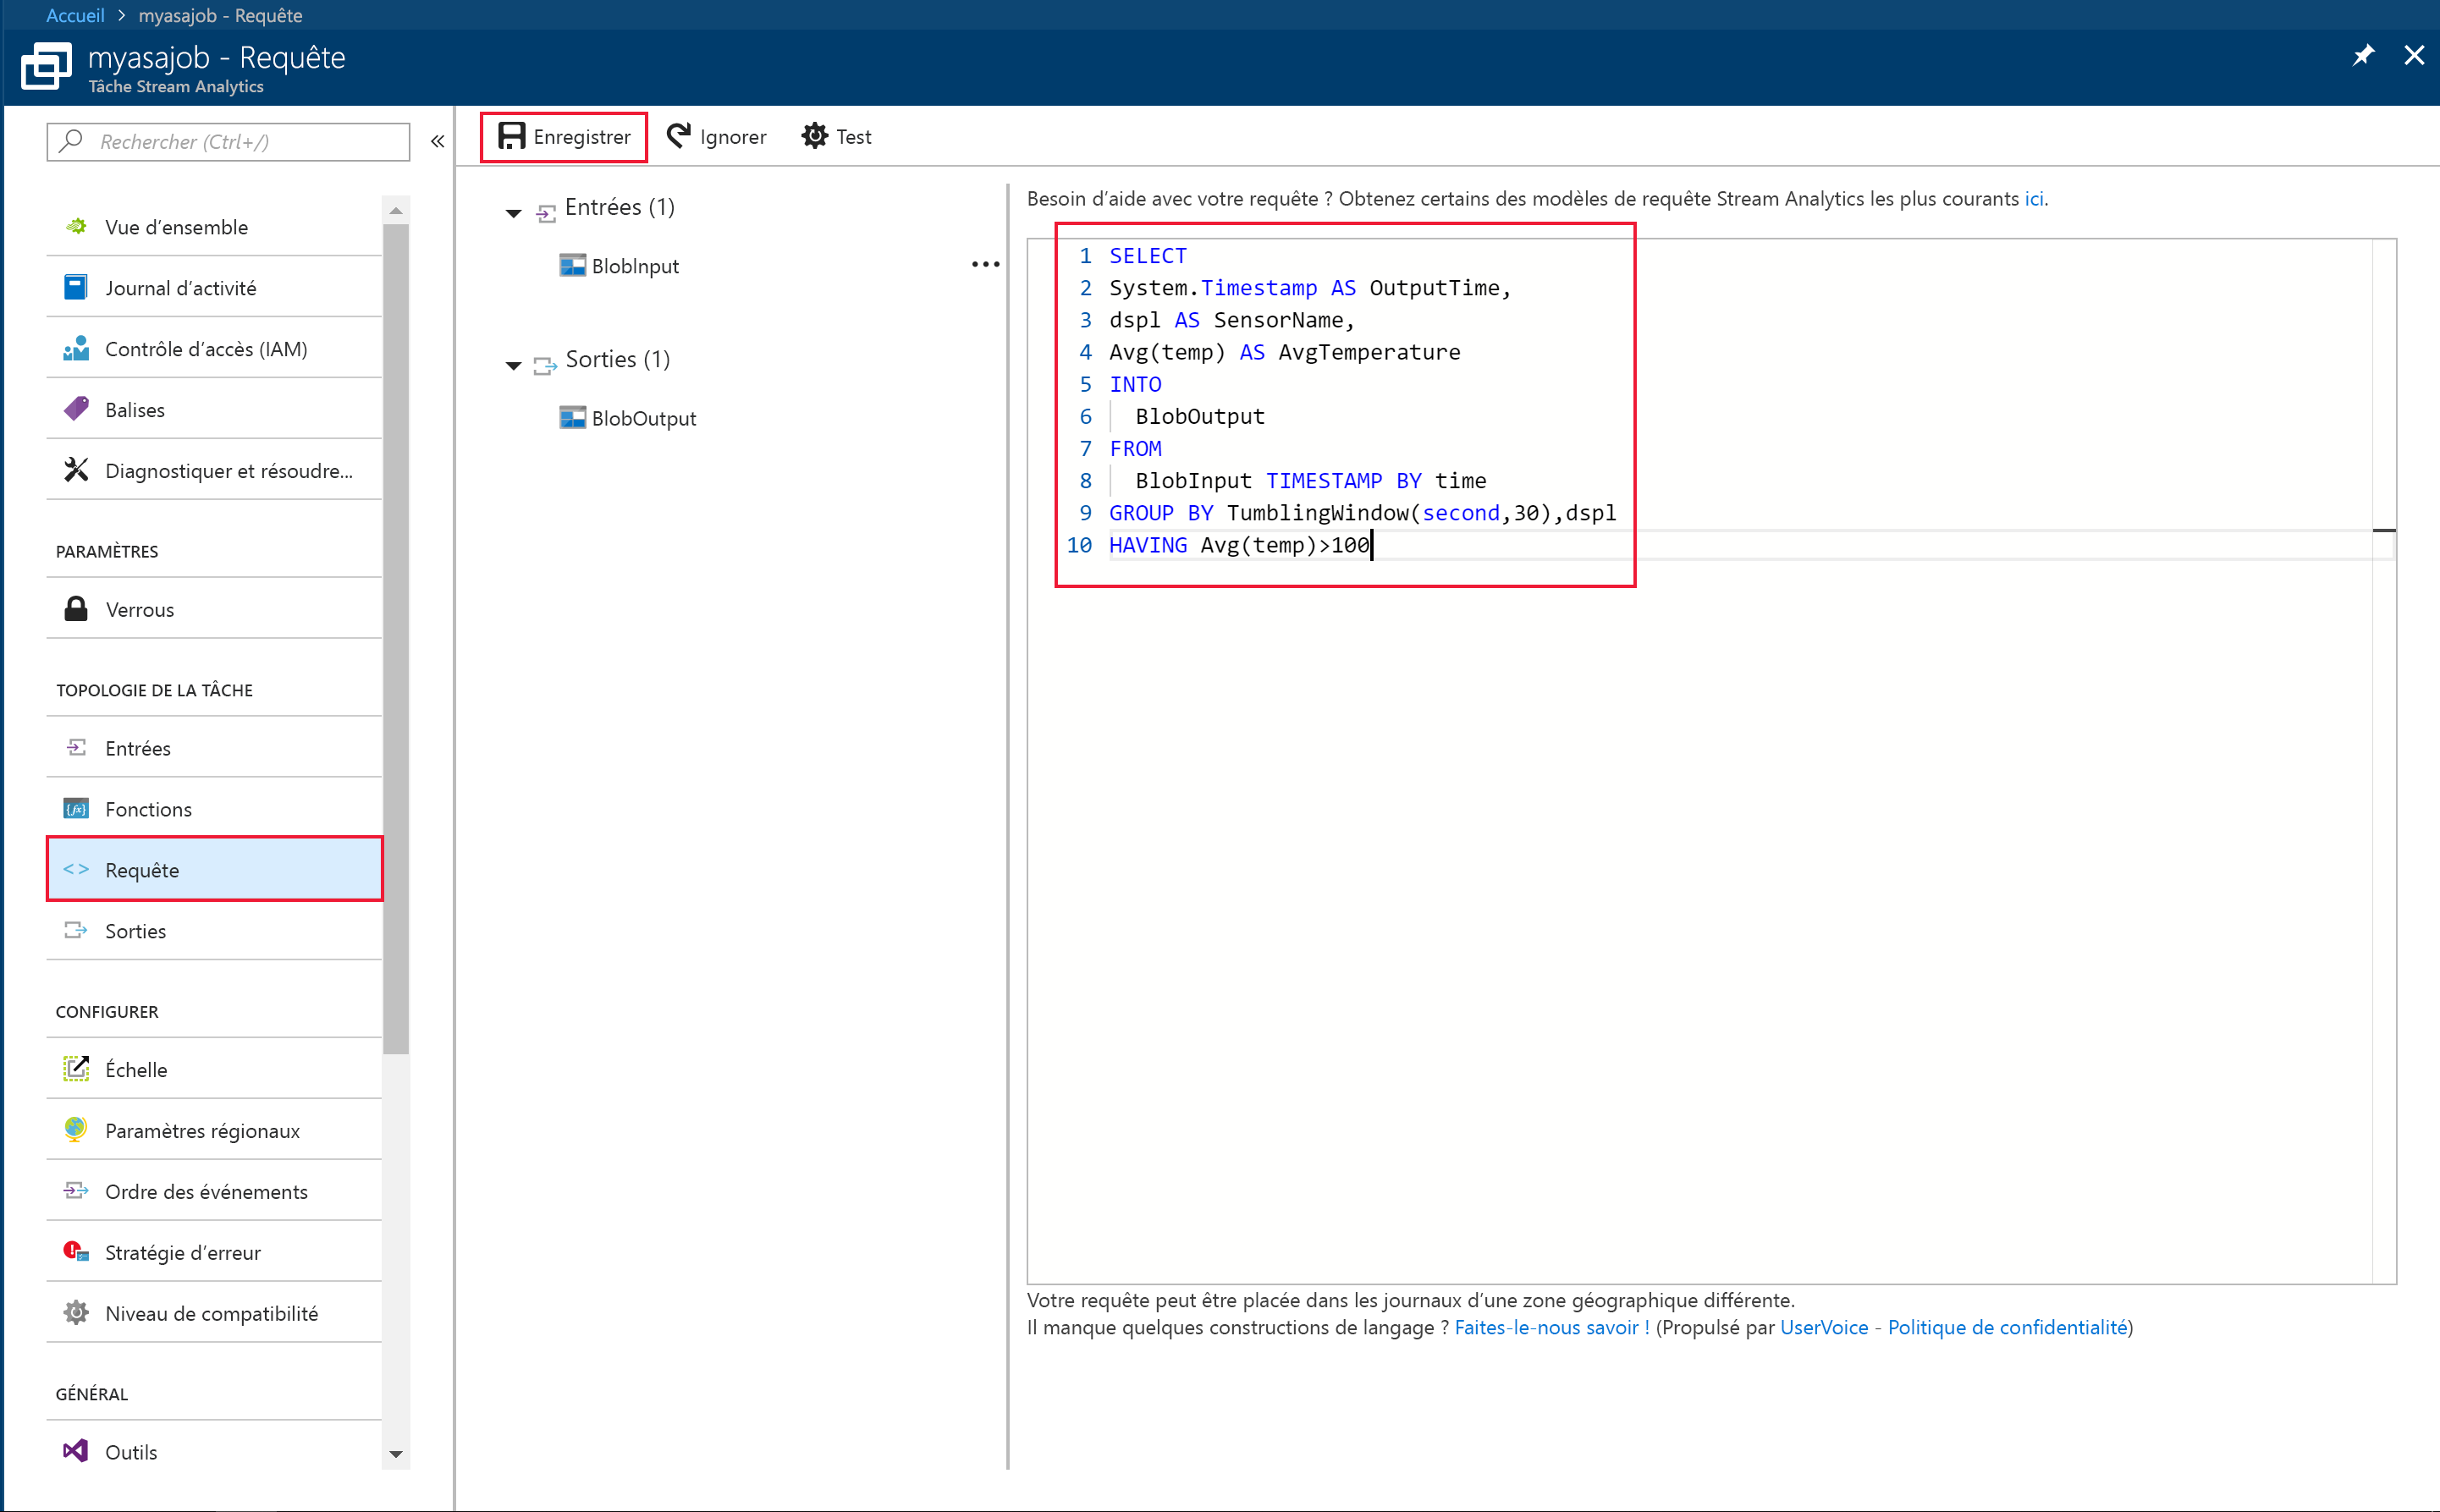 Accueil > myasajob - Requête
myasajob - Requête
Tâche Stream Analytics
Rechercher (Ctrl+/)
«
Vue d’ensemble
Journal d’activité
Contrôle d’accès (IAM)
Balises
Diagnostiquer et résoudre...
PARAMÈTRES
Verrous
TOPOLOGIE DE LA TÂCHE
Entrées
Fonctions
Requête
Sorties
CONFIGURER
Échelle
Paramètres régionaux
Ordre des événements
Stratégie d’erreur
Niveau de compatibilité
GÉNÉRAL
Outils
Enregistrer Ignorer Test
Entrées (1)
BlobInput ...
Sorties (1)
BlobOutput
Besoin d’aide avec votre requête ? Obtenez certains des modèles de requête Stream Analytics les plus courants ici.
1 SELECT
2 System.Timestamp AS OutputTime,
3 dspl AS SensorName,
4 Avg(temp) AS AvgTemperature
5 INTO
6 BlobOutput
7 FROM
8 BlobInput TIMESTAMP BY time
9 GROUP BY TumblingWindow(second,30),dspl
10 HAVING Avg(temp)>100
Votre requête peut être placée dans les journaux d’une zone géographique différente.
Il manque quelques constructions de langage ? Faites-le-nous savoir ! (Propulsé par UserVoice - Politique de confidentialité)